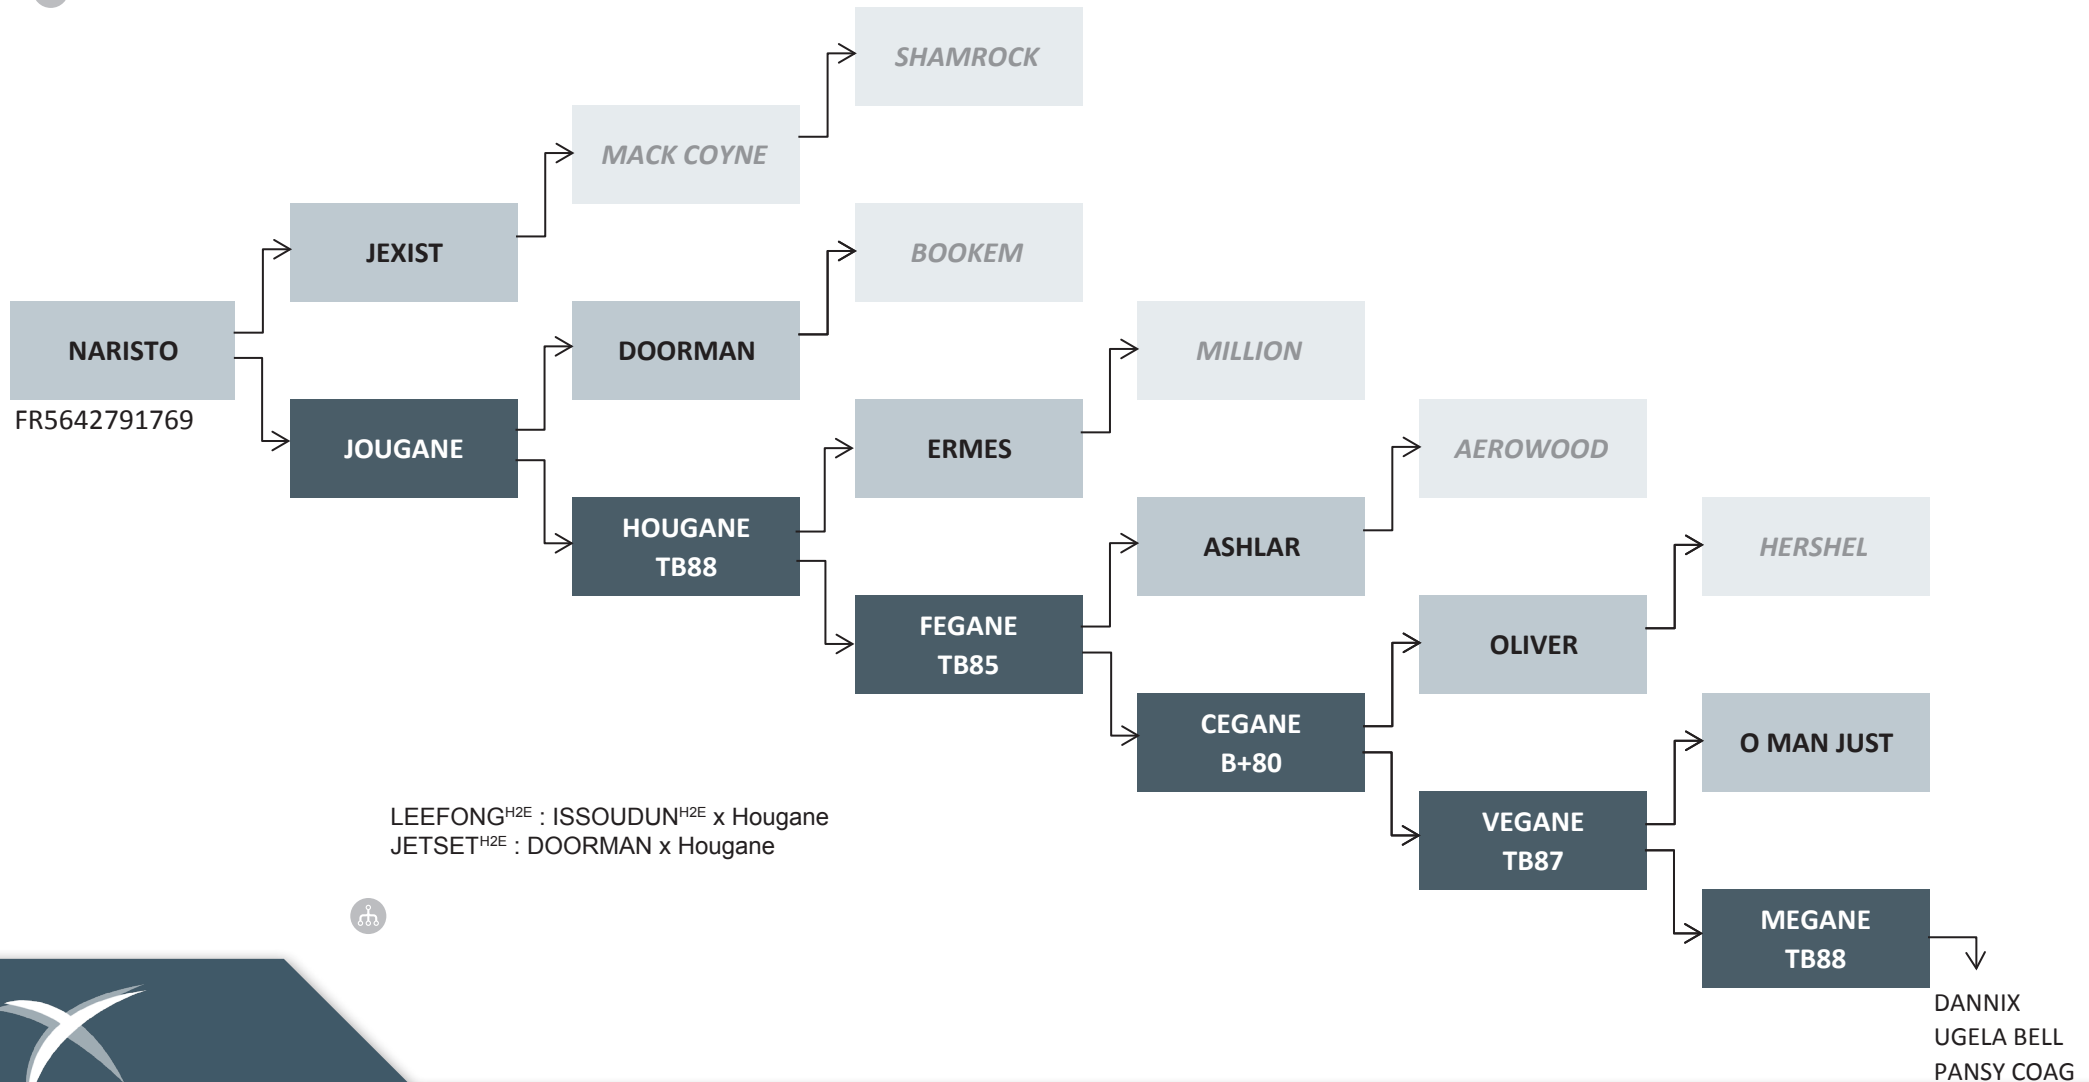 SHAMROCK
MACK COYNE
JEXIST
BOOKEM
NARISTO
FR5642791769
DOORMAN
MILLION
JOUGANE
ERMES
AEROWOOD
HOUGANE
TB88
ASHLAR
HERSHEL
FEGANE
TB85
OLIVER
CEGANE
B+80
O MAN JUST
LEEFONGH2E : ISSOUDUNH2E x Hougane
JETSETH2E : DOORMAN x Hougane
VEGANE
TB87
MEGANE
TB88
DANNIX
UGELA BELL
PANSY COAG